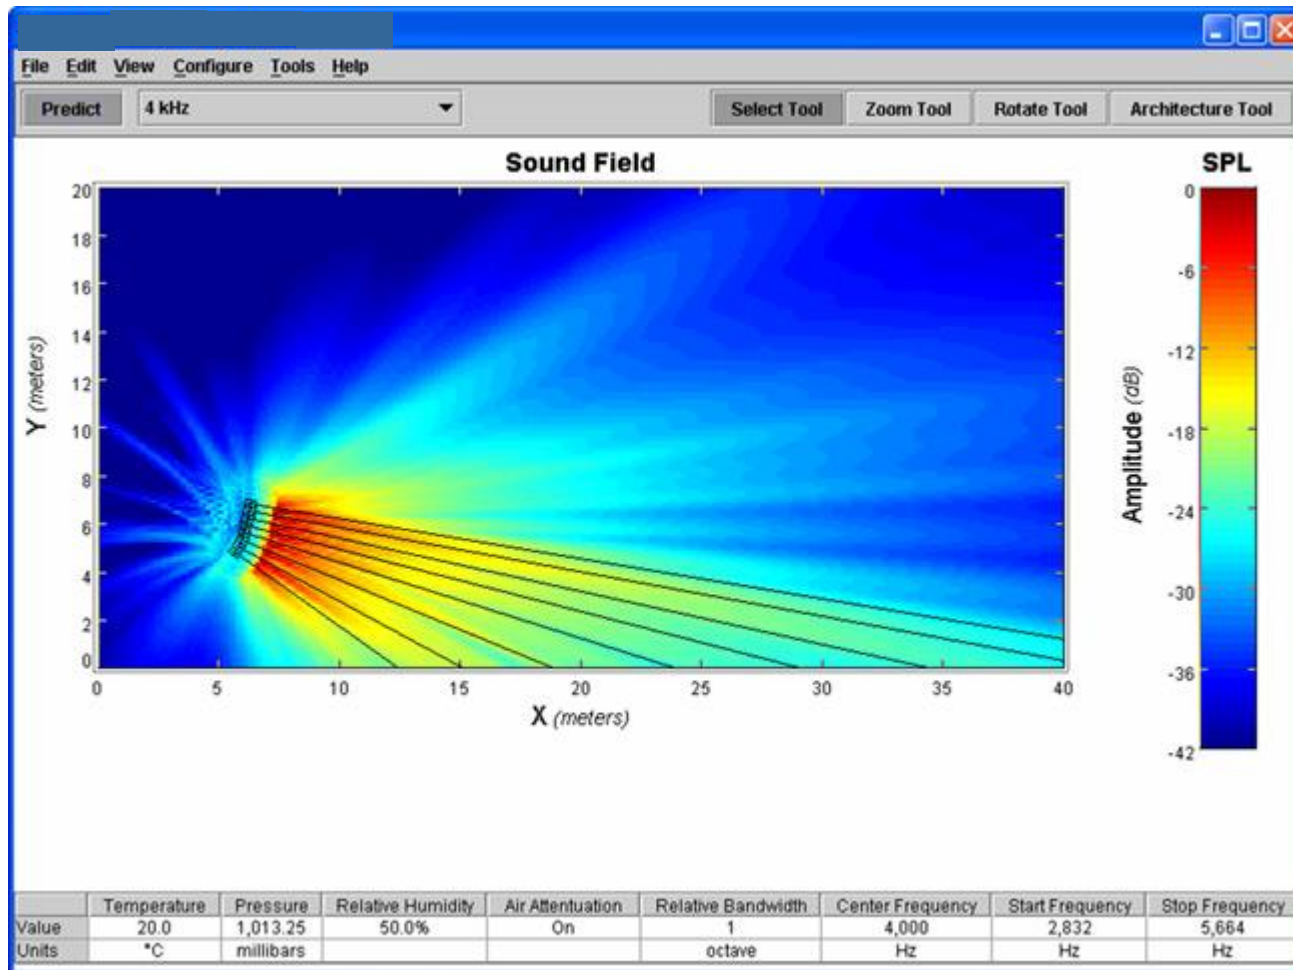 File Edit View Configure Tools Help
Predict 4 kHz Select Tool Zoom Tool Rotate Tool Architecture Tool
Sound Field
SPL
20
18
16
14
12
10
8
6
4
2
0
Y (meters)
0 5 10 15 20 25 30 35 40
X (meters)
0
-6
-12
-18
-24
-30
-36
-42
Amplitude (dB)
Temperature Pressure Relative Humidity Air Attentuation Relative Bandwidth Center Frequency Start Frequency Stop Frequency
Value 20.0 1,013.25 50.0% On 1 4,000 2,832 5,664
Units °C millibars octave Hz Hz Hz